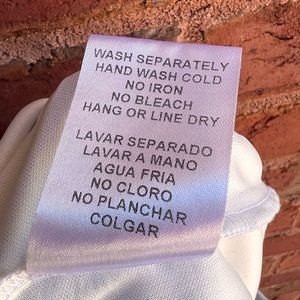 WASH SEPARATELY
HAND WASH COLD
NO IRON
NO BLEACH
HANG OR LINE DRY
LAVAR SEPARADO
LAVAR A MANO
AGUA FRIA
NO CLORO
NO PLANCHAR
COLGAR